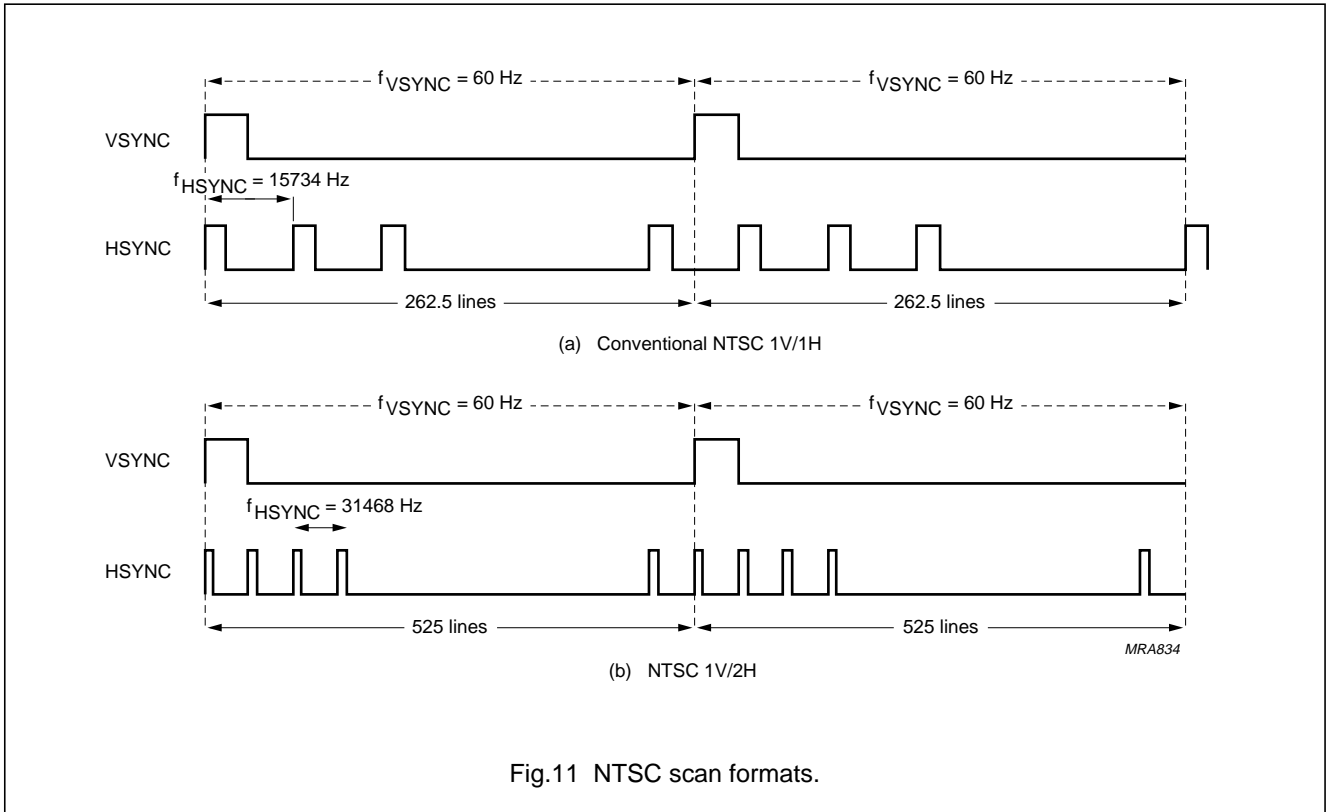 fVSYNC = 60 Hz fVSYNC = 60 Hz
VSYNC
fHSYNC = 15734 Hz
HSYNC
262.5 lines 262.5 lines
(a) Conventional NTSC 1V/1H
fVSYNC = 60 Hz fVSYNC = 60 Hz
VSYNC
fHSYNC = 31468 Hz
HSYNC
525 lines 525 lines
MRA834
(b) NTSC 1V/2H
Fig.11 NTSC scan formats.